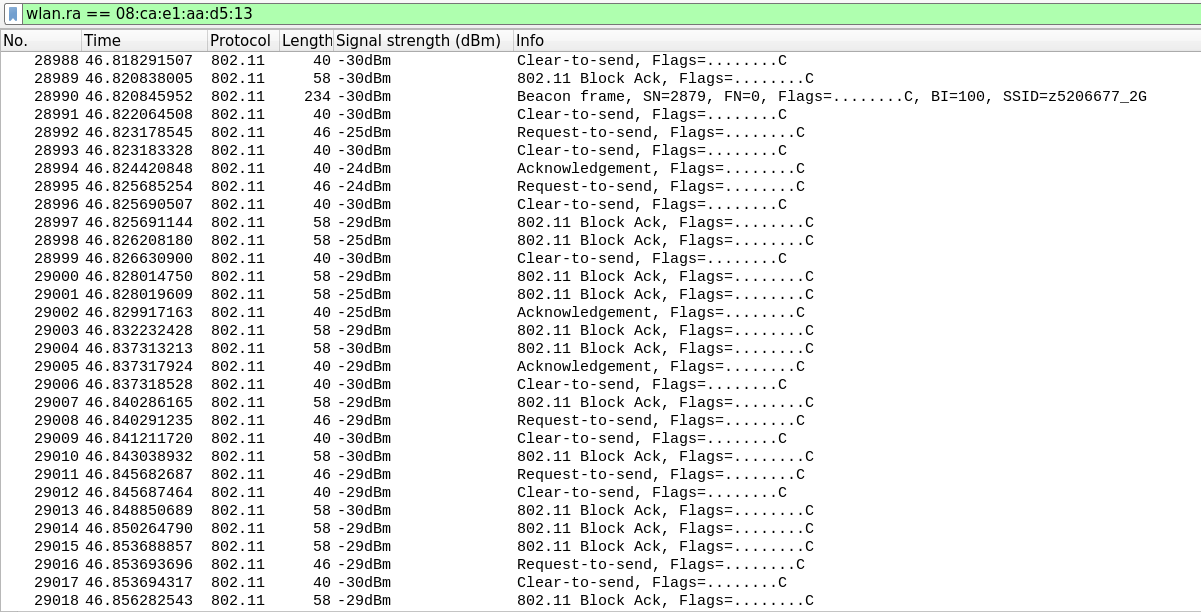 wlan.ra == 08:ca:e1:aa:d5:13
No. Time Protocol Length Signal strength (dBm) Info
28988 46.818291507 802.11 40 -30dBm Clear-to-send, Flags=........C
28989 46.820838005 802.11 58 -30dBm 802.11 Block Ack, Flags=........C
28990 46.820845952 802.11 234 -30dBm Beacon frame, SN=2879, FN=0, Flags=........C, BI=100, SSID=z5206677_2G
28991 46.822064508 802.11 40 -30dBm Clear-to-send, Flags=........C
28992 46.823178545 802.11 46 -25dBm Request-to-send, Flags=........C
28993 46.823183328 802.11 40 -30dBm Clear-to-send, Flags=........C
28994 46.824420848 802.11 40 -24dBm Acknowledgement, Flags=........C
28995 46.825685254 802.11 46 -24dBm Request-to-send, Flags=........C
28996 46.825690507 802.11 40 -30dBm Clear-to-send, Flags=........C
28997 46.825691144 802.11 58 -29dBm 802.11 Block Ack, Flags=........C
28998 46.826208180 802.11 58 -25dBm 802.11 Block Ack, Flags=........C
28999 46.826630900 802.11 40 -30dBm Clear-to-send, Flags=........C
29000 46.828014750 802.11 58 -29dBm 802.11 Block Ack, Flags=........C
29001 46.828019609 802.11 58 -25dBm 802.11 Block Ack, Flags=........C
29002 46.829917163 802.11 40 -25dBm Acknowledgement, Flags=........C
29003 46.832232428 802.11 58 -29dBm 802.11 Block Ack, Flags=........C
29004 46.837313213 802.11 58 -30dBm 802.11 Block Ack, Flags=........C
29005 46.837317924 802.11 40 -29dBm Acknowledgement, Flags=........C
29006 46.837318528 802.11 40 -30dBm Clear-to-send, Flags=........C
29007 46.840286165 802.11 58 -29dBm 802.11 Block Ack, Flags=........C
29008 46.840291235 802.11 46 -29dBm Request-to-send, Flags=........C
29009 46.841211720 802.11 40 -30dBm Clear-to-send, Flags=........C
29010 46.843038932 802.11 58 -30dBm 802.11 Block Ack, Flags=........C
29011 46.845682687 802.11 46 -29dBm Request-to-send, Flags=........C
29012 46.845687464 802.11 40 -29dBm Clear-to-send, Flags=........C
29013 46.848850689 802.11 58 -30dBm 802.11 Block Ack, Flags=........C
29014 46.850264790 802.11 58 -29dBm 802.11 Block Ack, Flags=........C
29015 46.853688857 802.11 58 -29dBm 802.11 Block Ack, Flags=........C
29016 46.853693696 802.11 46 -29dBm Request-to-send, Flags=........C
29017 46.853694317 802.11 40 -30dBm Clear-to-send, Flags=........C
29018 46.856282543 802.11 58 -29dBm 802.11 Block Ack, Flags=........C